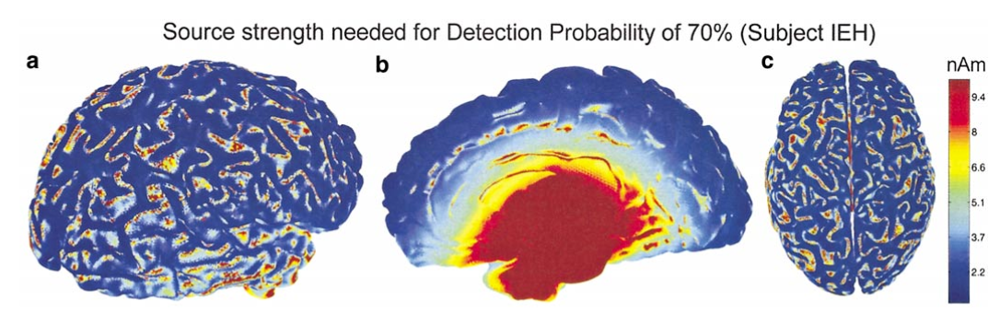 Source strength needed for Detection Probability of 70% (Subject IEH)
a
b
c
nAm
9.4
8
6.6
5.1
3.7
2.2